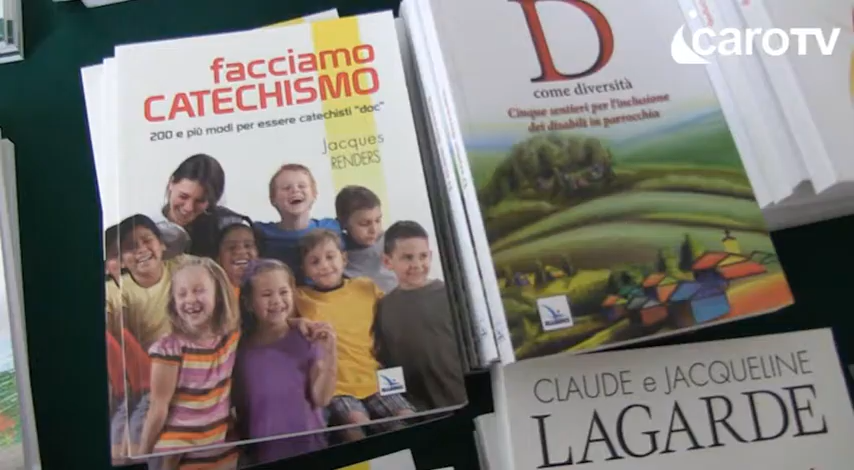 facciamo
CATECHISMO
200 e più modi per essere catechisti "doc"
Jacques
RENDERS
D
come diversità
Cinque sentieri per l'inclusione
dei disabili in parrocchia
icaroTV
CLAUDE e JACQUELINE
LAGARDE